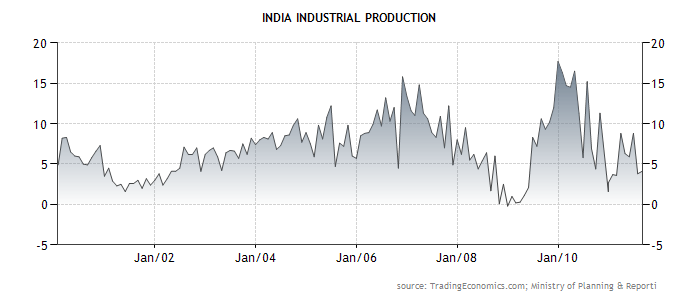 INDIA INDUSTRIAL PRODUCTION
20 20
15 15
10 10
5 5
0 0
-5 -5
Jan/02 Jan/04 Jan/06 Jan/08 Jan/10
source: TradingEconomics.com; Ministry of Planning & Reporti